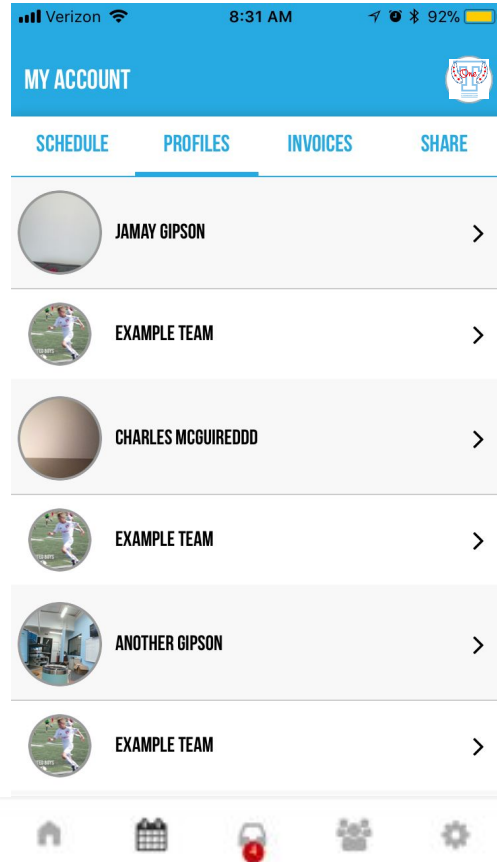 Verizon 8:31 AM 92%
MY ACCOUNT
One
SCHEDULE PROFILES INVOICES SHARE
JAMAY GIPSON
EXAMPLE TEAM
CHARLES MCGUIREDDD
EXAMPLE TEAM
ANOTHER GIPSON
EXAMPLE TEAM
4